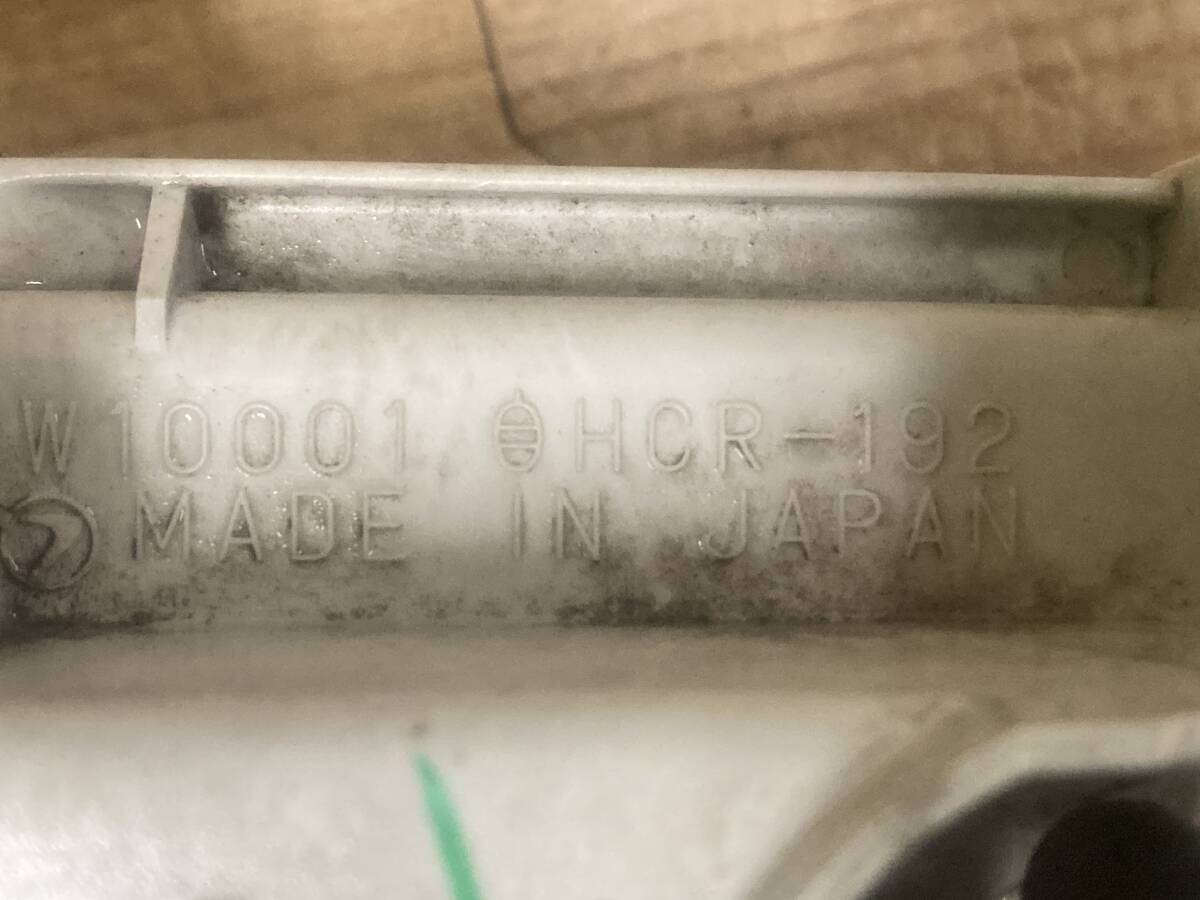 W10001 HCR-192
MADE IN JAPAN